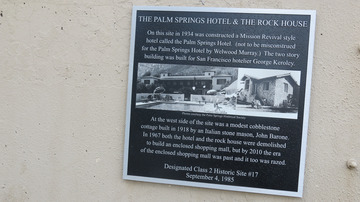 THE PALM SPRINGS HOTEL & THE ROCK HOUSE
On this site in 1934 was constructed a Mission Revival style
hotel called the Palm Springs Hotel. (not to be misconstrued
for the Palm Springs Hotel by Welwood Murray.) The two story
building was built for San Francisco hotelier George Keroley.
At the west side of the site was a modest cobblestone
cottage built in 1918 by an Italian stone mason, John Barone.
In 1967 both the hotel and the rock house were demolished
to build an enclosed shopping mall, but by 2010 the era
of the enclosed shopping mall was past and it too was razed.
Designated Class 2 Historic Site #17
September 4, 1985